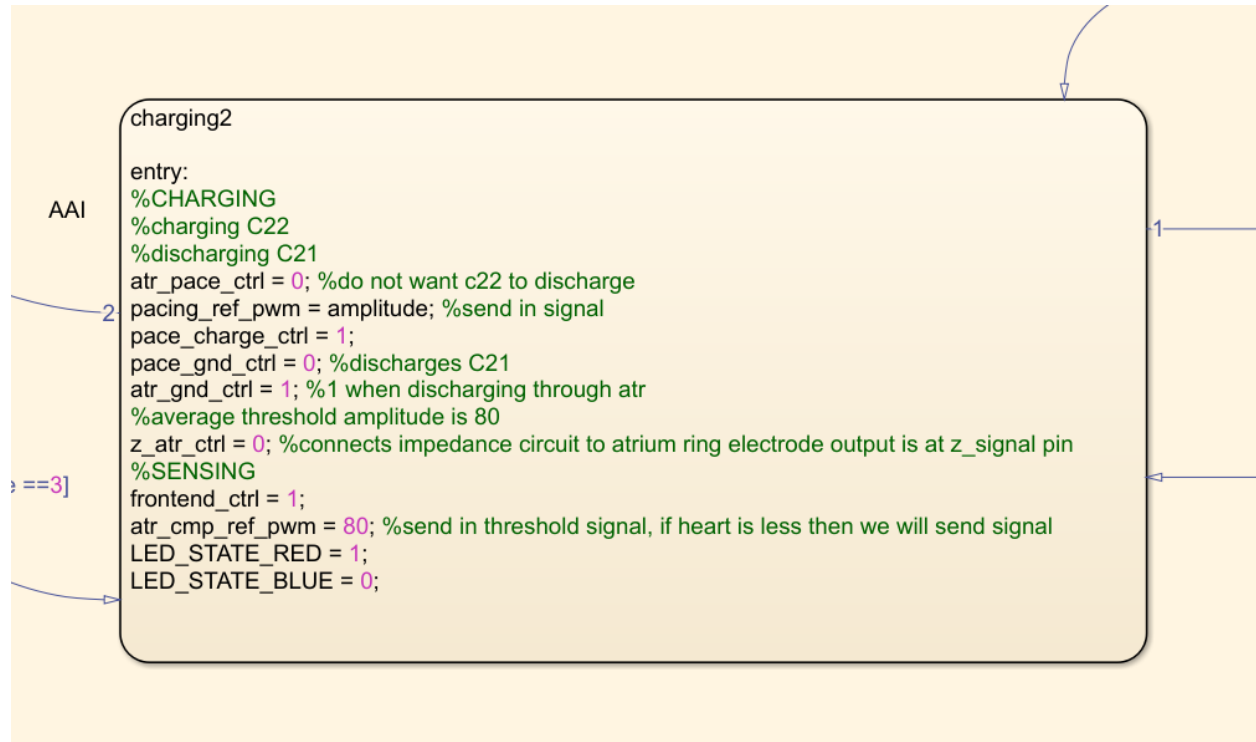 charging2
entry:
%CHARGING
%charging C22
%discharging C21
atr_pace_ctrl = 0; %do not want c22 to discharge
pacing_ref_pwm = amplitude; %send in signal
pace_charge_ctrl = 1;
pace_gnd_ctrl = 0; %discharges C21
atr_gnd_ctrl = 1; %1 when discharging through atr
%average threshold amplitude is 80
z_atr_ctrl = 0; %connects impedance circuit to atrium ring electrode output is at z_signal pin
%SENSING
frontend_ctrl = 1;
atr_cmp_ref_pwm = 80; %send in threshold signal, if heart is less then we will send signal
LED_STATE_RED = 1;
LED_STATE_BLUE = 0;
AAI
2
==3]
1